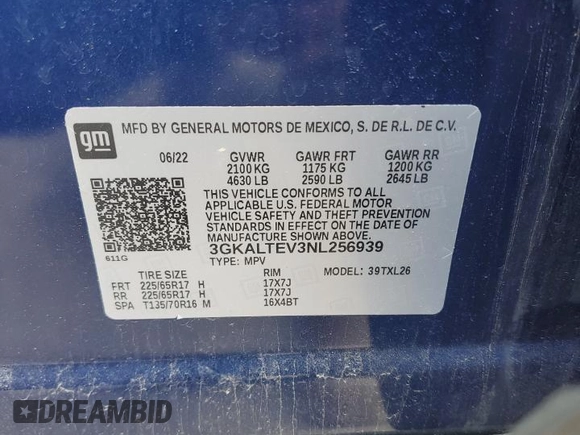 gm
MFD BY GENERAL MOTORS DE MEXICO, S. DE R.L. DE C.V.
06/22 GVWR GAWR FRT GAWR RR
2100 KG 1175 KG 1200 KG
4630 LB 2590 LB 2645 LB
THIS VEHICLE CONFORMS TO ALL
APPLICABLE U.S. FEDERAL MOTOR
VEHICLE SAFETY AND THEFT PREVENTION
STANDARDS IN EFFECT ON THE DATE OF
MANUFACTURE SHOWN ABOVE.
3GKALTEV3NL256939
611G TYPE: MPV MODEL: 39TXL26
TIRE SIZE RIM
FRT 225/65R17 H 17X7J
RR 225/65R17 H 17X7J
SPA T135/70R16 M 16X4BT
DREAMBID